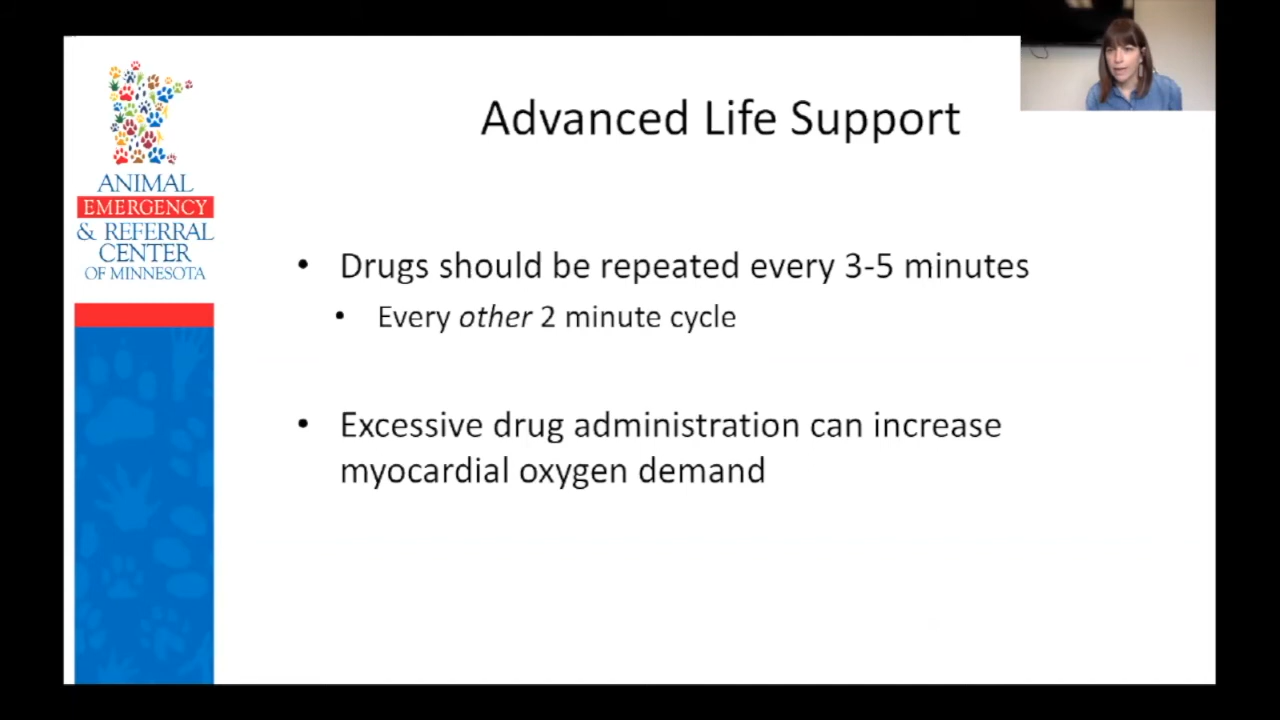 Advanced Life Support
ANIMAL
EMERGENCY
& REFERRAL
CENTER
OF MINNESOTA
• Drugs should be repeated every 3-5 minutes
• Every other 2 minute cycle
• Excessive drug administration can increase
myocardial oxygen demand